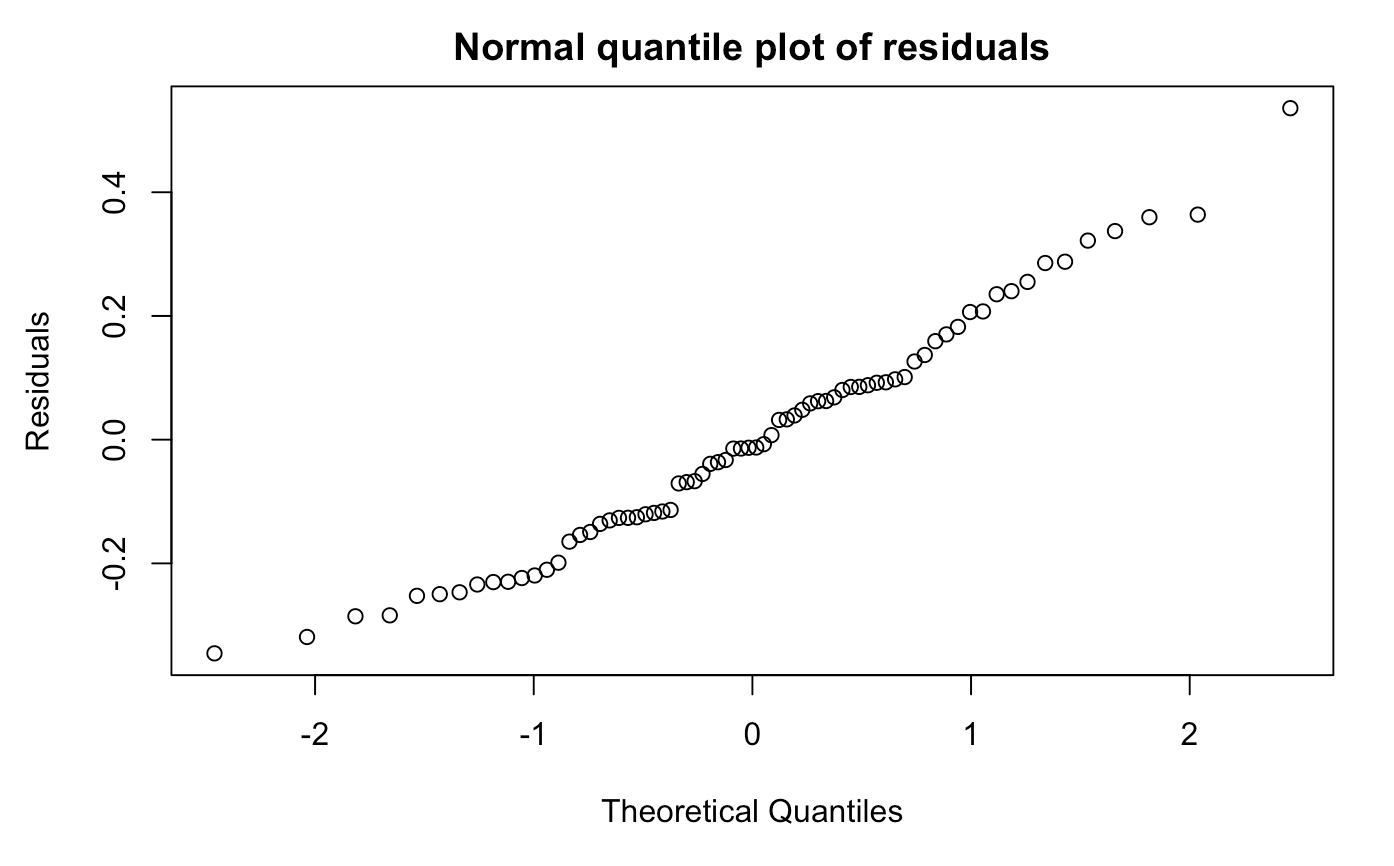 Normal quantile plot of residuals
Residuals
0.4
0.2
0.0
-0.2
-2 -1 0 1 2
Theoretical Quantiles